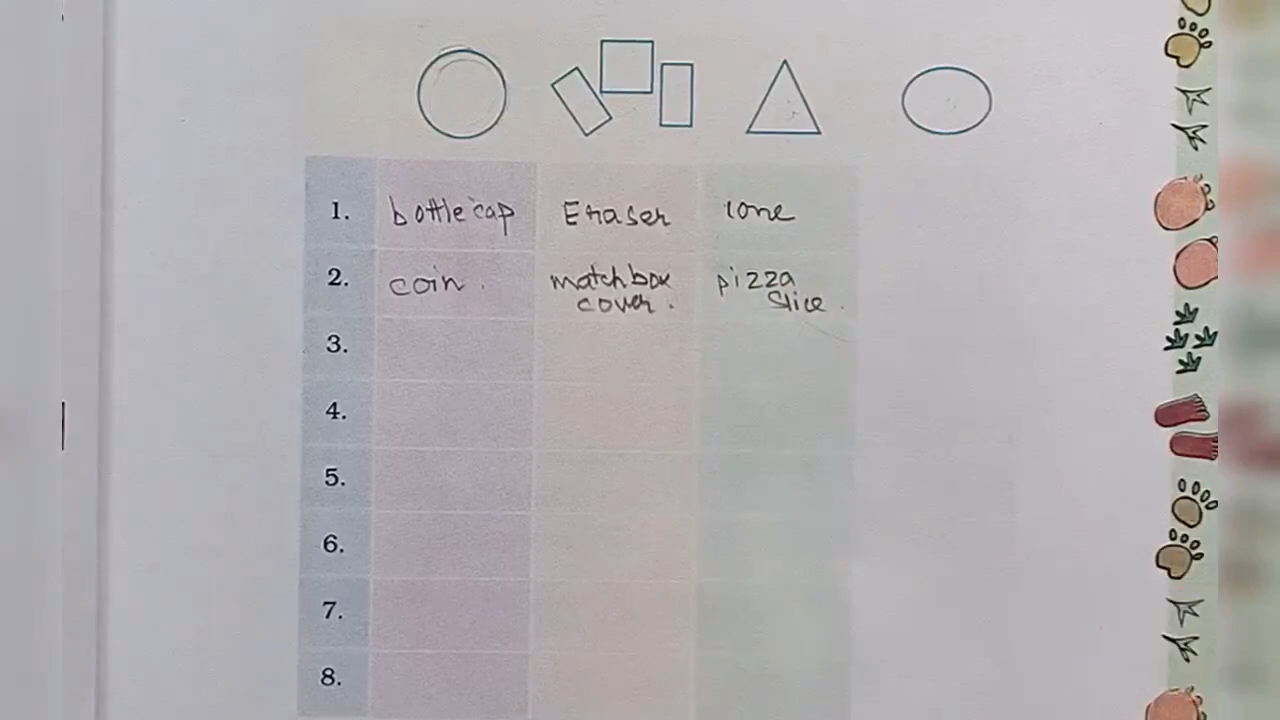 1. bottle cap Eraser cone
2. coin. matchbox pizza
cover. slice.
3.
4.
5.
6.
7.
8.